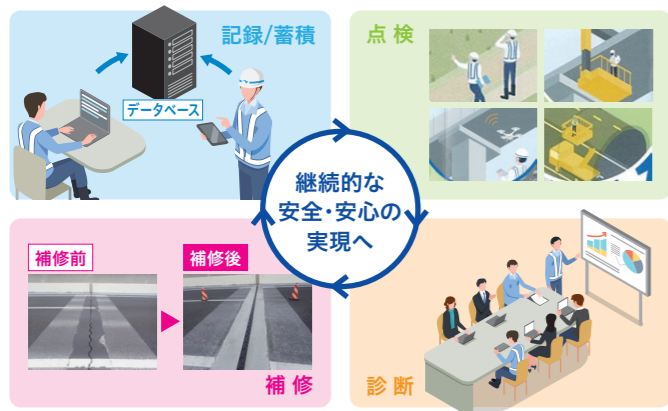 記録/蓄積
データベース
点検
継続的な
安全・安心の
実現へ
補修前
補修後
補修
診断